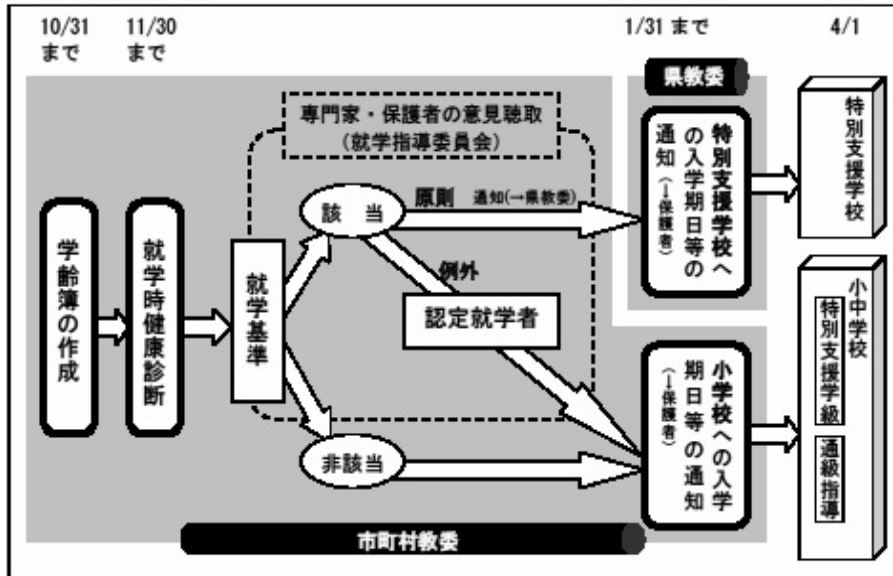 10/31
まで
11/30
まで
1/31 まで
4/1
県教委
専門家・保護者の意見聴取
(就学指導委員会)
学齢簿の作成
就学時健康診断
就学基準
該 当
原則 通知(→県教委)
例外
認定就学者
非該当
特別支援学校へ
の入学期日等の
通知(→保護者)
小学校への入学
期日等の通知
(→保護者)
特別支援学校
小中学校
特別支援学級
通級指導
市町村教委